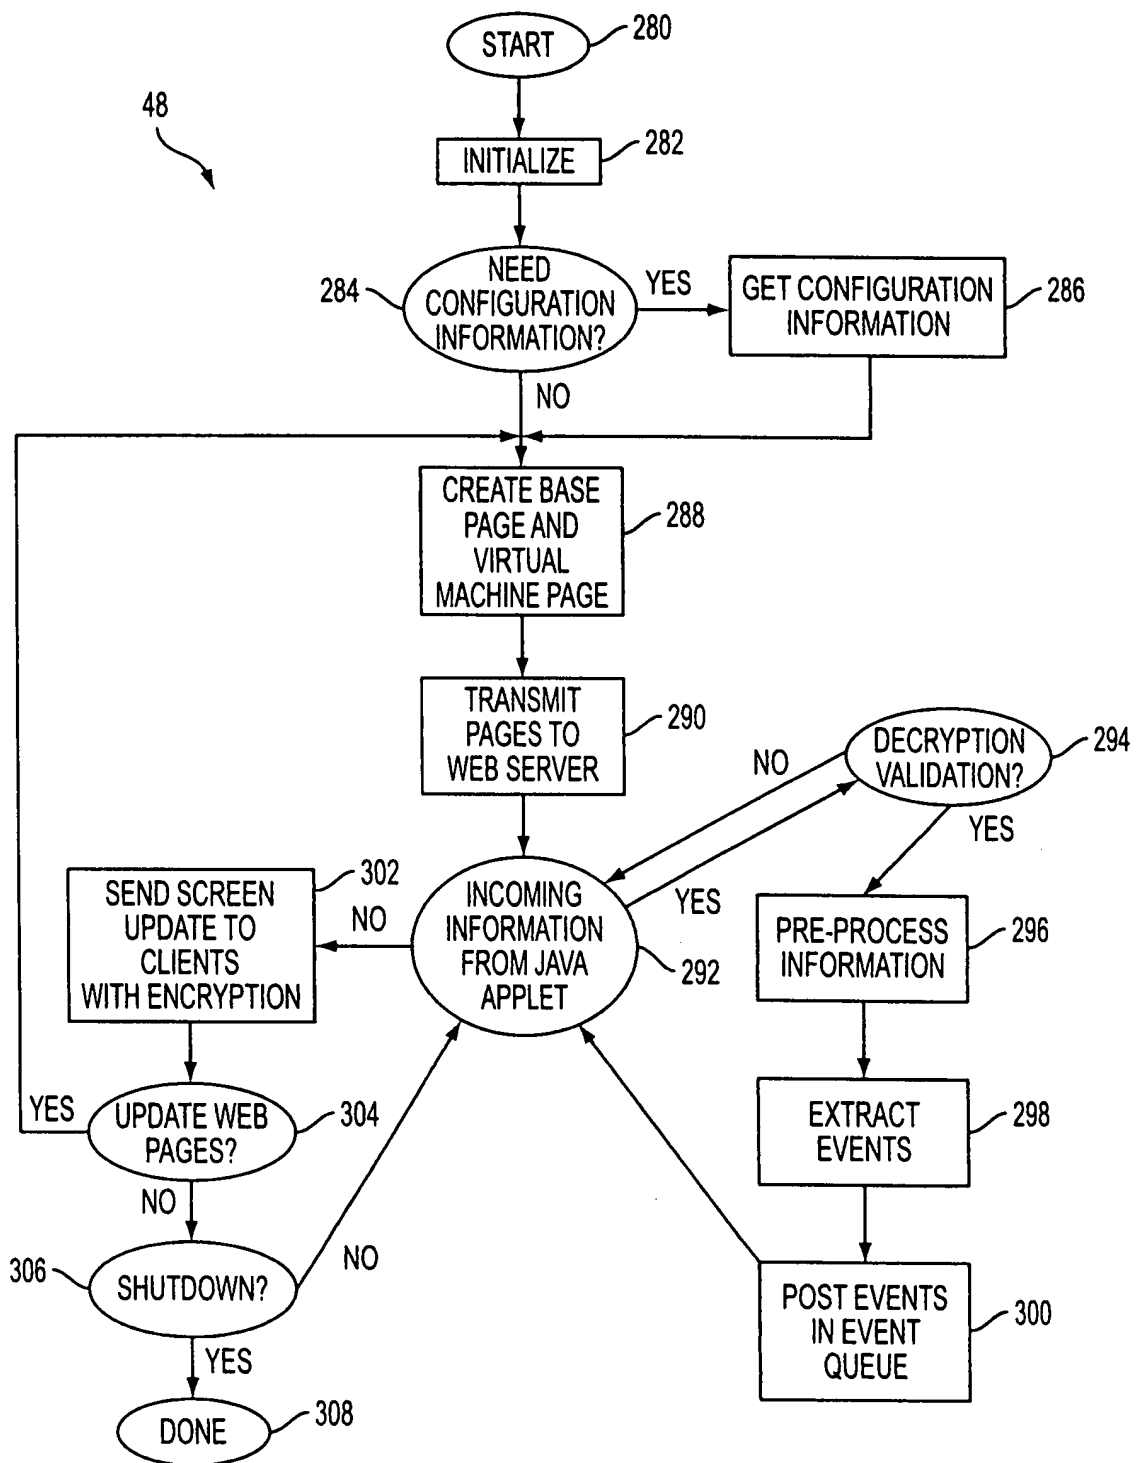 START
280
48
INITIALIZE
282
NEED
CONFIGURATION
INFORMATION?
284
YES
GET CONFIGURATION
INFORMATION
286
NO
CREATE BASE
PAGE AND
VIRTUAL
MACHINE PAGE
288
TRANSMIT
PAGES TO
WEB SERVER
290
DECRYPTION
VALIDATION?
294
NO
YES
YES
INCOMING
INFORMATION
FROM JAVA
APPLET
292
NO
SEND SCREEN
UPDATE TO
CLIENTS
WITH ENCRYPTION
302
PRE-PROCESS
INFORMATION
296
EXTRACT
EVENTS
298
POST EVENTS
IN EVENT
QUEUE
300
UPDATE WEB
PAGES?
304
YES
NO
SHUTDOWN?
306
NO
YES
DONE
308